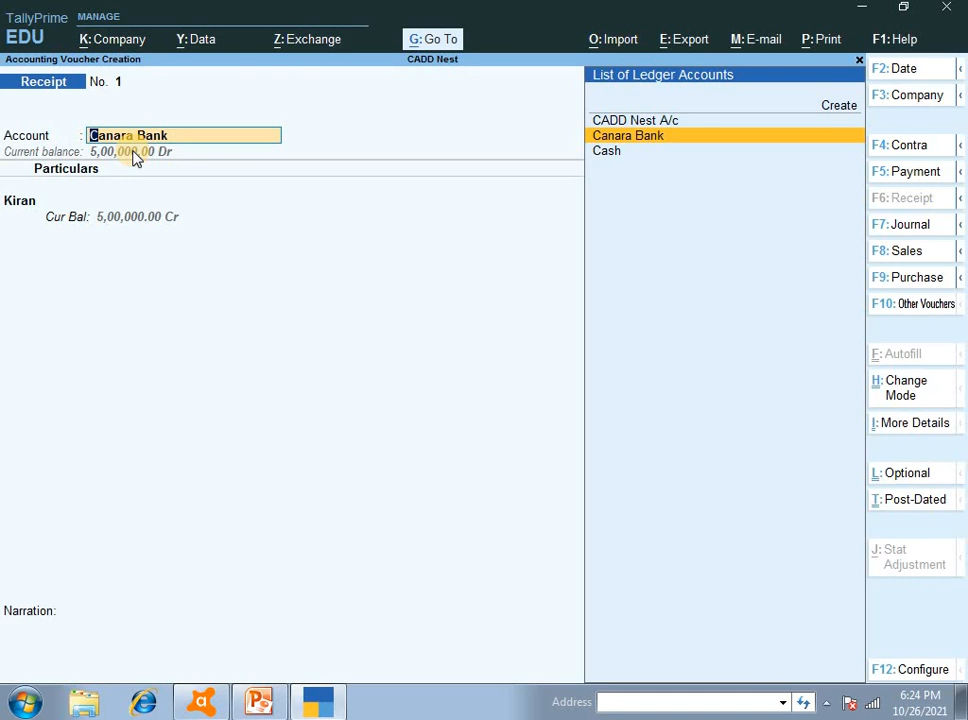 TallyPrime MANAGE
EDU K:Company Y:Data Z:Exchange G:Go To O:Import E:Export M:E-mail P:Print F1:Help
Accounting Voucher Creation CADD Nest
Receipt No. 1
Account : Canara Bank
Current balance: 5,00,000.00 Dr
Particulars
Kiran
Cur Bal: 5,00,000.00 Cr
Narration:
List of Ledger Accounts
Create
CADD Nest A/c
Canara Bank
Cash
F2:Date
F3:Company
F4:Contra
F5:Payment
F6:Receipt
F7:Journal
F8:Sales
F9:Purchase
F10:Other Vouchers
F:Autofill
H:Change
Mode
I:More Details
L:Optional
T:Post-Dated
J:Stat
Adjustment
F12:Configure
Address
6:24 PM
10/26/2021